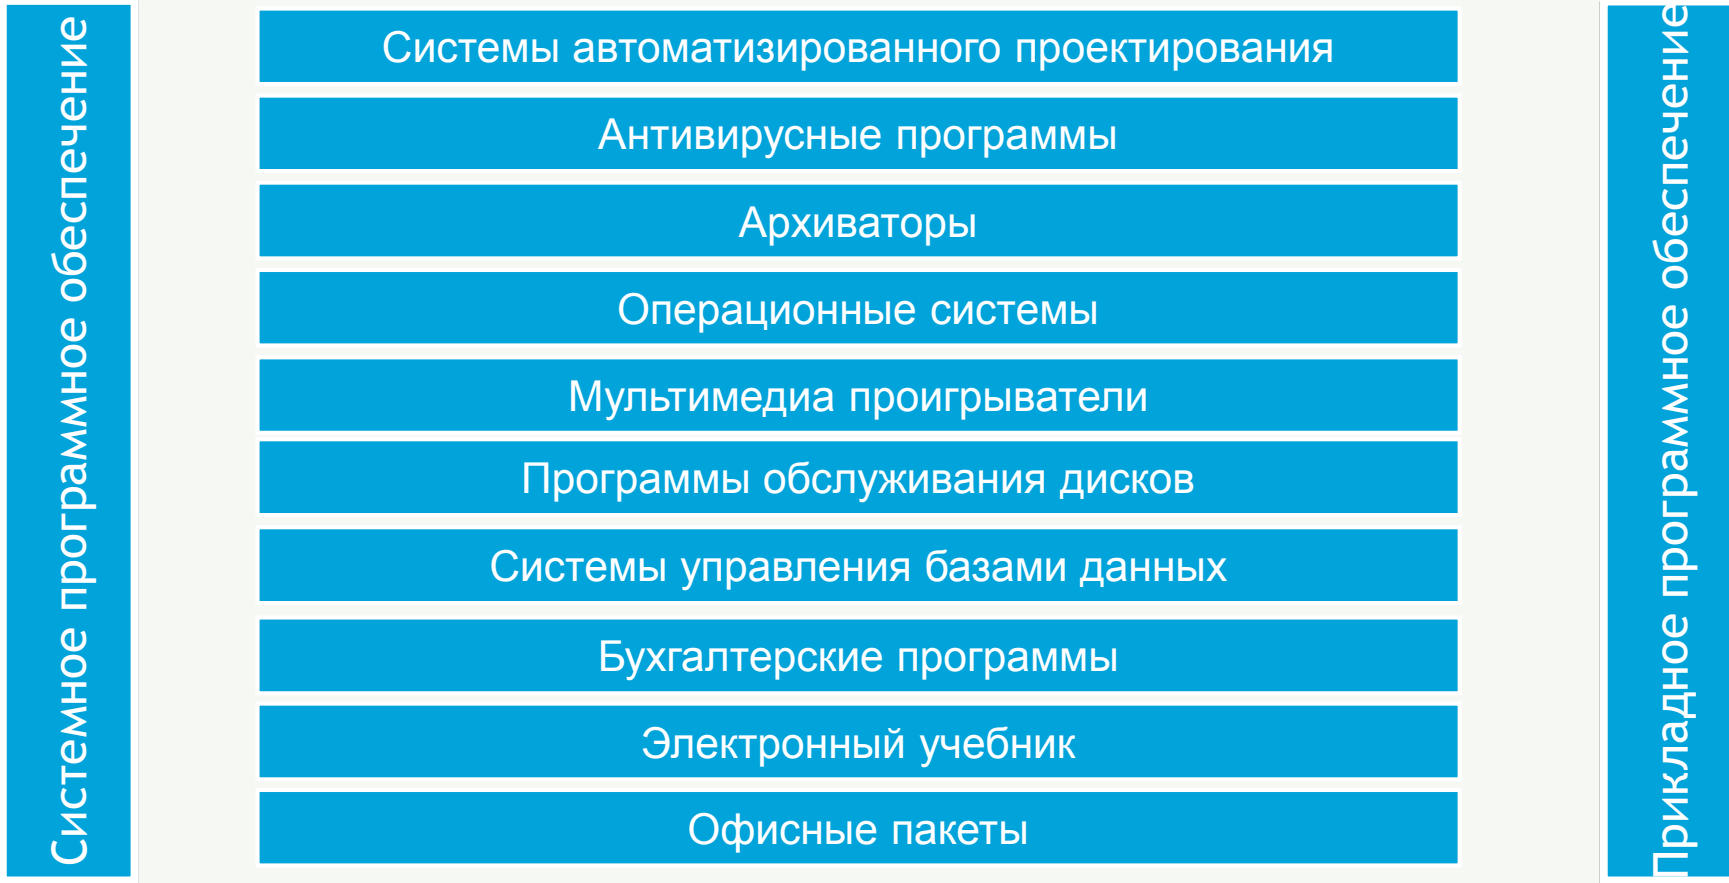 Системное программное обеспечение
Системы автоматизированного проектирования
Антивирусные программы
Архиваторы
Операционные системы
Мультимедиа проигрыватели
Программы обслуживания дисков
Системы управления базами данных
Бухгалтерские программы
Электронный учебник
Офисные пакеты
Прикладное программное обеспечение